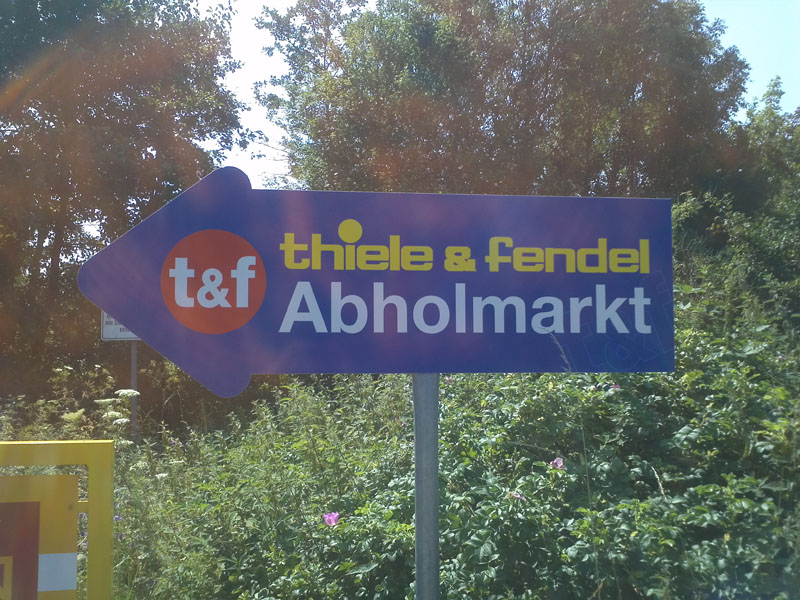 t&f
thiele & fendel
Abholmarkt